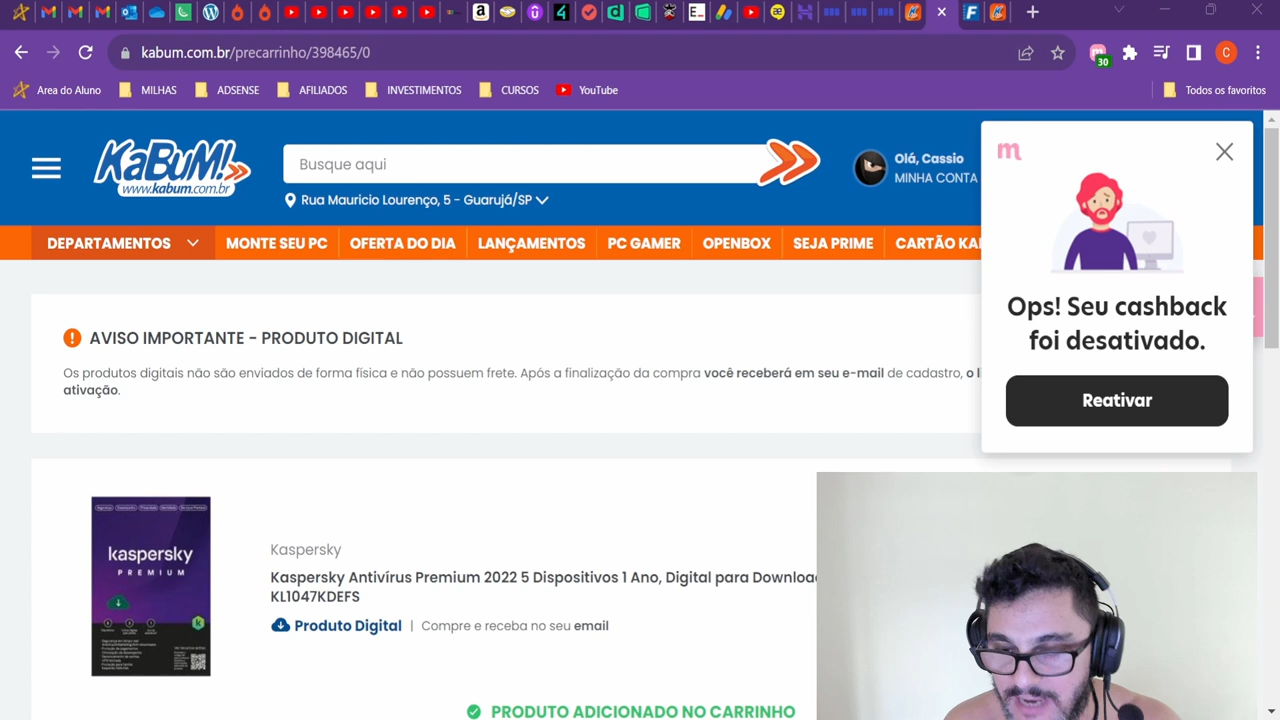 30
C
kabum.com.br/precarrinho/398465/0
Area do Aluno
MILHAS
ADSENSE
AFILIADOS
INVESTIMENTOS
CURSOS
YouTube
Todos os favoritos
KaBuM!
www.kabum.com.br
Busque aqui
Rua Mauricio Lourenço, 5 - Guarujá/SP
Olá, Cassio
MINHA CONTA
DEPARTAMENTOS
MONTE SEU PC
OFERTA DO DIA
LANÇAMENTOS
PC GAMER
OPENBOX
SEJA PRIME
CARTÃO KA
m
Ops! Seu cashback
foi desativado.
Reativar
AVISO IMPORTANTE - PRODUTO DIGITAL
Os produtos digitais não são enviados de forma física e não possuem frete. Após a finalização da compra você receberá em seu e-mail de cadastro, o li
ativação.
kaspersky
PREMIUM
Kaspersky
Kaspersky Antivírus Premium 2022 5 Dispositivos 1 Ano, Digital para Download
KL1047KDEFS
Produto Digital | Compre e receba no seu email
PRODUTO ADICIONADO NO CARRINHO